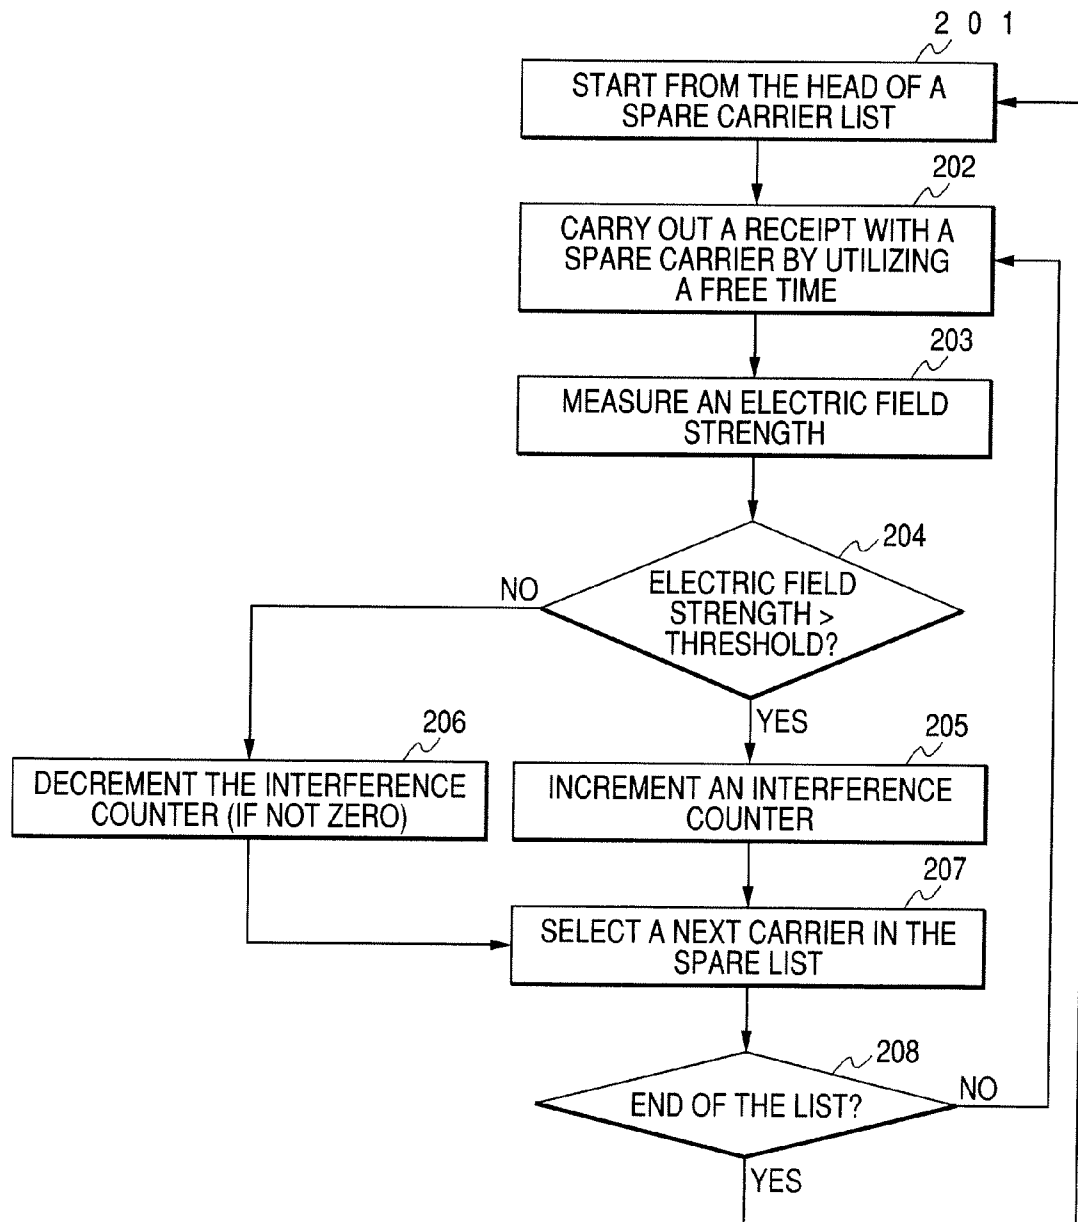 2 0 1
START FROM THE HEAD OF A
SPARE CARRIER LIST
202
CARRY OUT A RECEIPT WITH A
SPARE CARRIER BY UTILIZING
A FREE TIME
203
MEASURE AN ELECTRIC FIELD
STRENGTH
204
NO
ELECTRIC FIELD
STRENGTH >
THRESHOLD?
YES
206
DECREMENT THE INTERFERENCE
COUNTER (IF NOT ZERO)
205
INCREMENT AN INTERFERENCE
COUNTER
207
SELECT A NEXT CARRIER IN THE
SPARE LIST
208
END OF THE LIST?
NO
YES